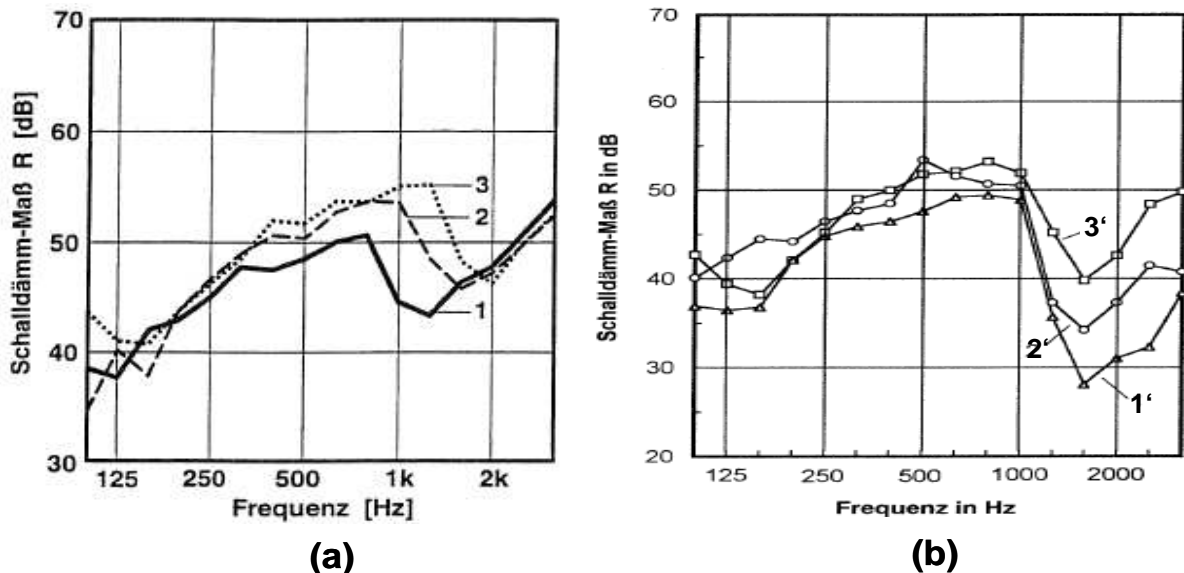 70
60
50
40
30
Schalldämm-Maß R [dB]
3
2
1
125 250 500 1k 2k
Frequenz [Hz]
(a)
70
60
50
40
30
20
Schalldämm-Maß R in dB
3‘
2‘
1‘
125 250 500 1000 2000
Frequenz in Hz
(b)